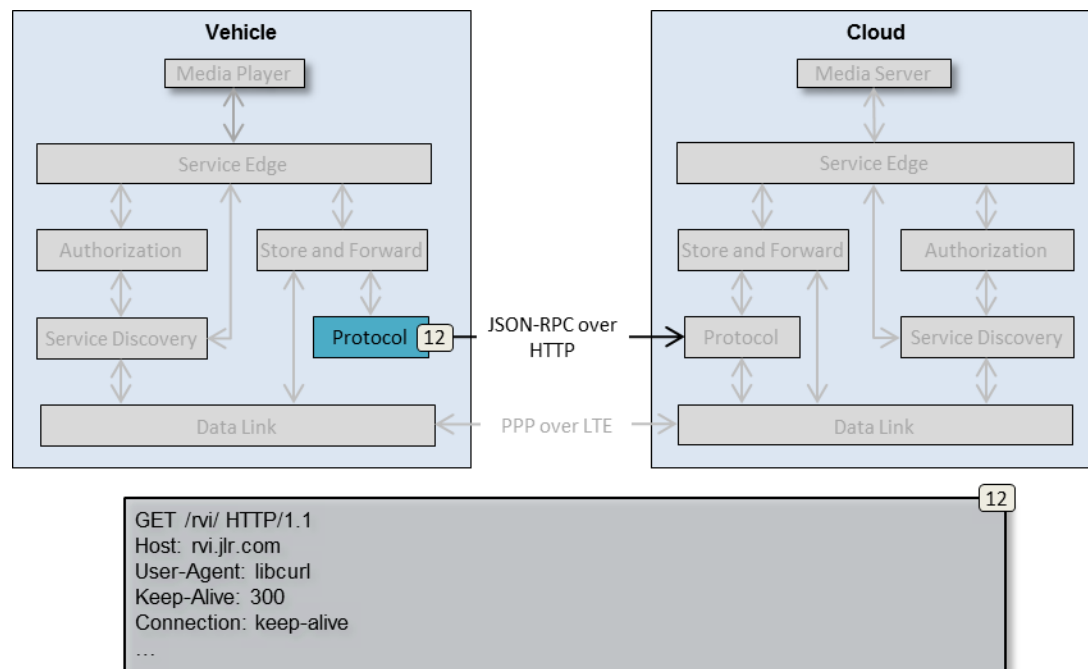 Vehicle
Cloud
Media Player
Media Server
Service Edge
Service Edge
Authorization
Store and Forward
Store and Forward
Authorization
Service Discovery
Protocol
12
JSON-RPC over
HTTP
Protocol
Service Discovery
Data Link
PPP over LTE
Data Link
12
GET /rvi/ HTTP/1.1
Host: rvi.jlr.com
User-Agent: libcurl
Keep-Alive: 300
Connection: keep-alive
...